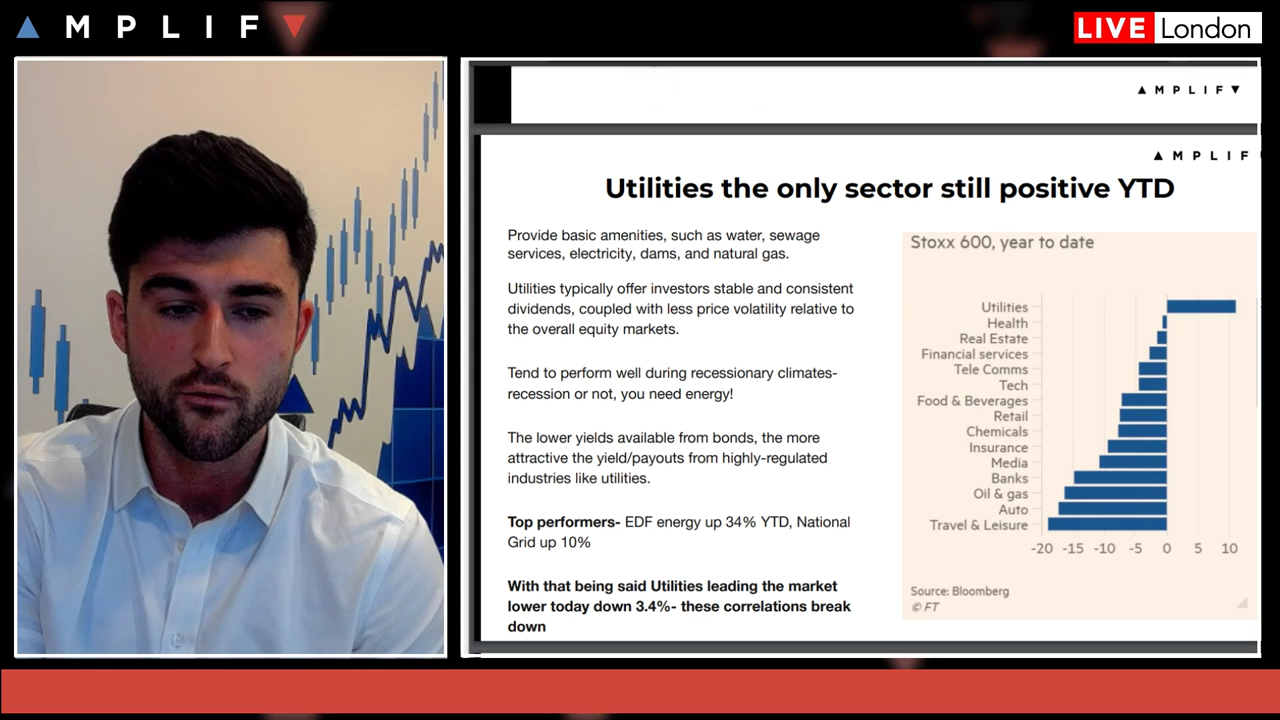 ▲ M P L I F ▼
LIVE London
▲ M P L I F ▼
▲ M P L I F
Utilities the only sector still positive YTD
Provide basic amenities, such as water, sewage
services, electricity, dams, and natural gas.
Utilities typically offer investors stable and consistent
dividends, coupled with less price volatility relative to
the overall equity markets.
Tend to perform well during recessionary climates-
recession or not, you need energy!
The lower yields available from bonds, the more
attractive the yield/payouts from highly-regulated
industries like utilities.
Top performers- EDF energy up 34% YTD, National
Grid up 10%
With that being said Utilities leading the market
lower today down 3.4%- these correlations break
down
Stoxx 600, year to date
Utilities
Health
Real Estate
Financial services
Tele Comms
Tech
Food & Beverages
Retail
Chemicals
Insurance
Media
Banks
Oil & gas
Auto
Travel & Leisure
-20 -15 -10 -5 0 5 10
Source: Bloomberg
© FT